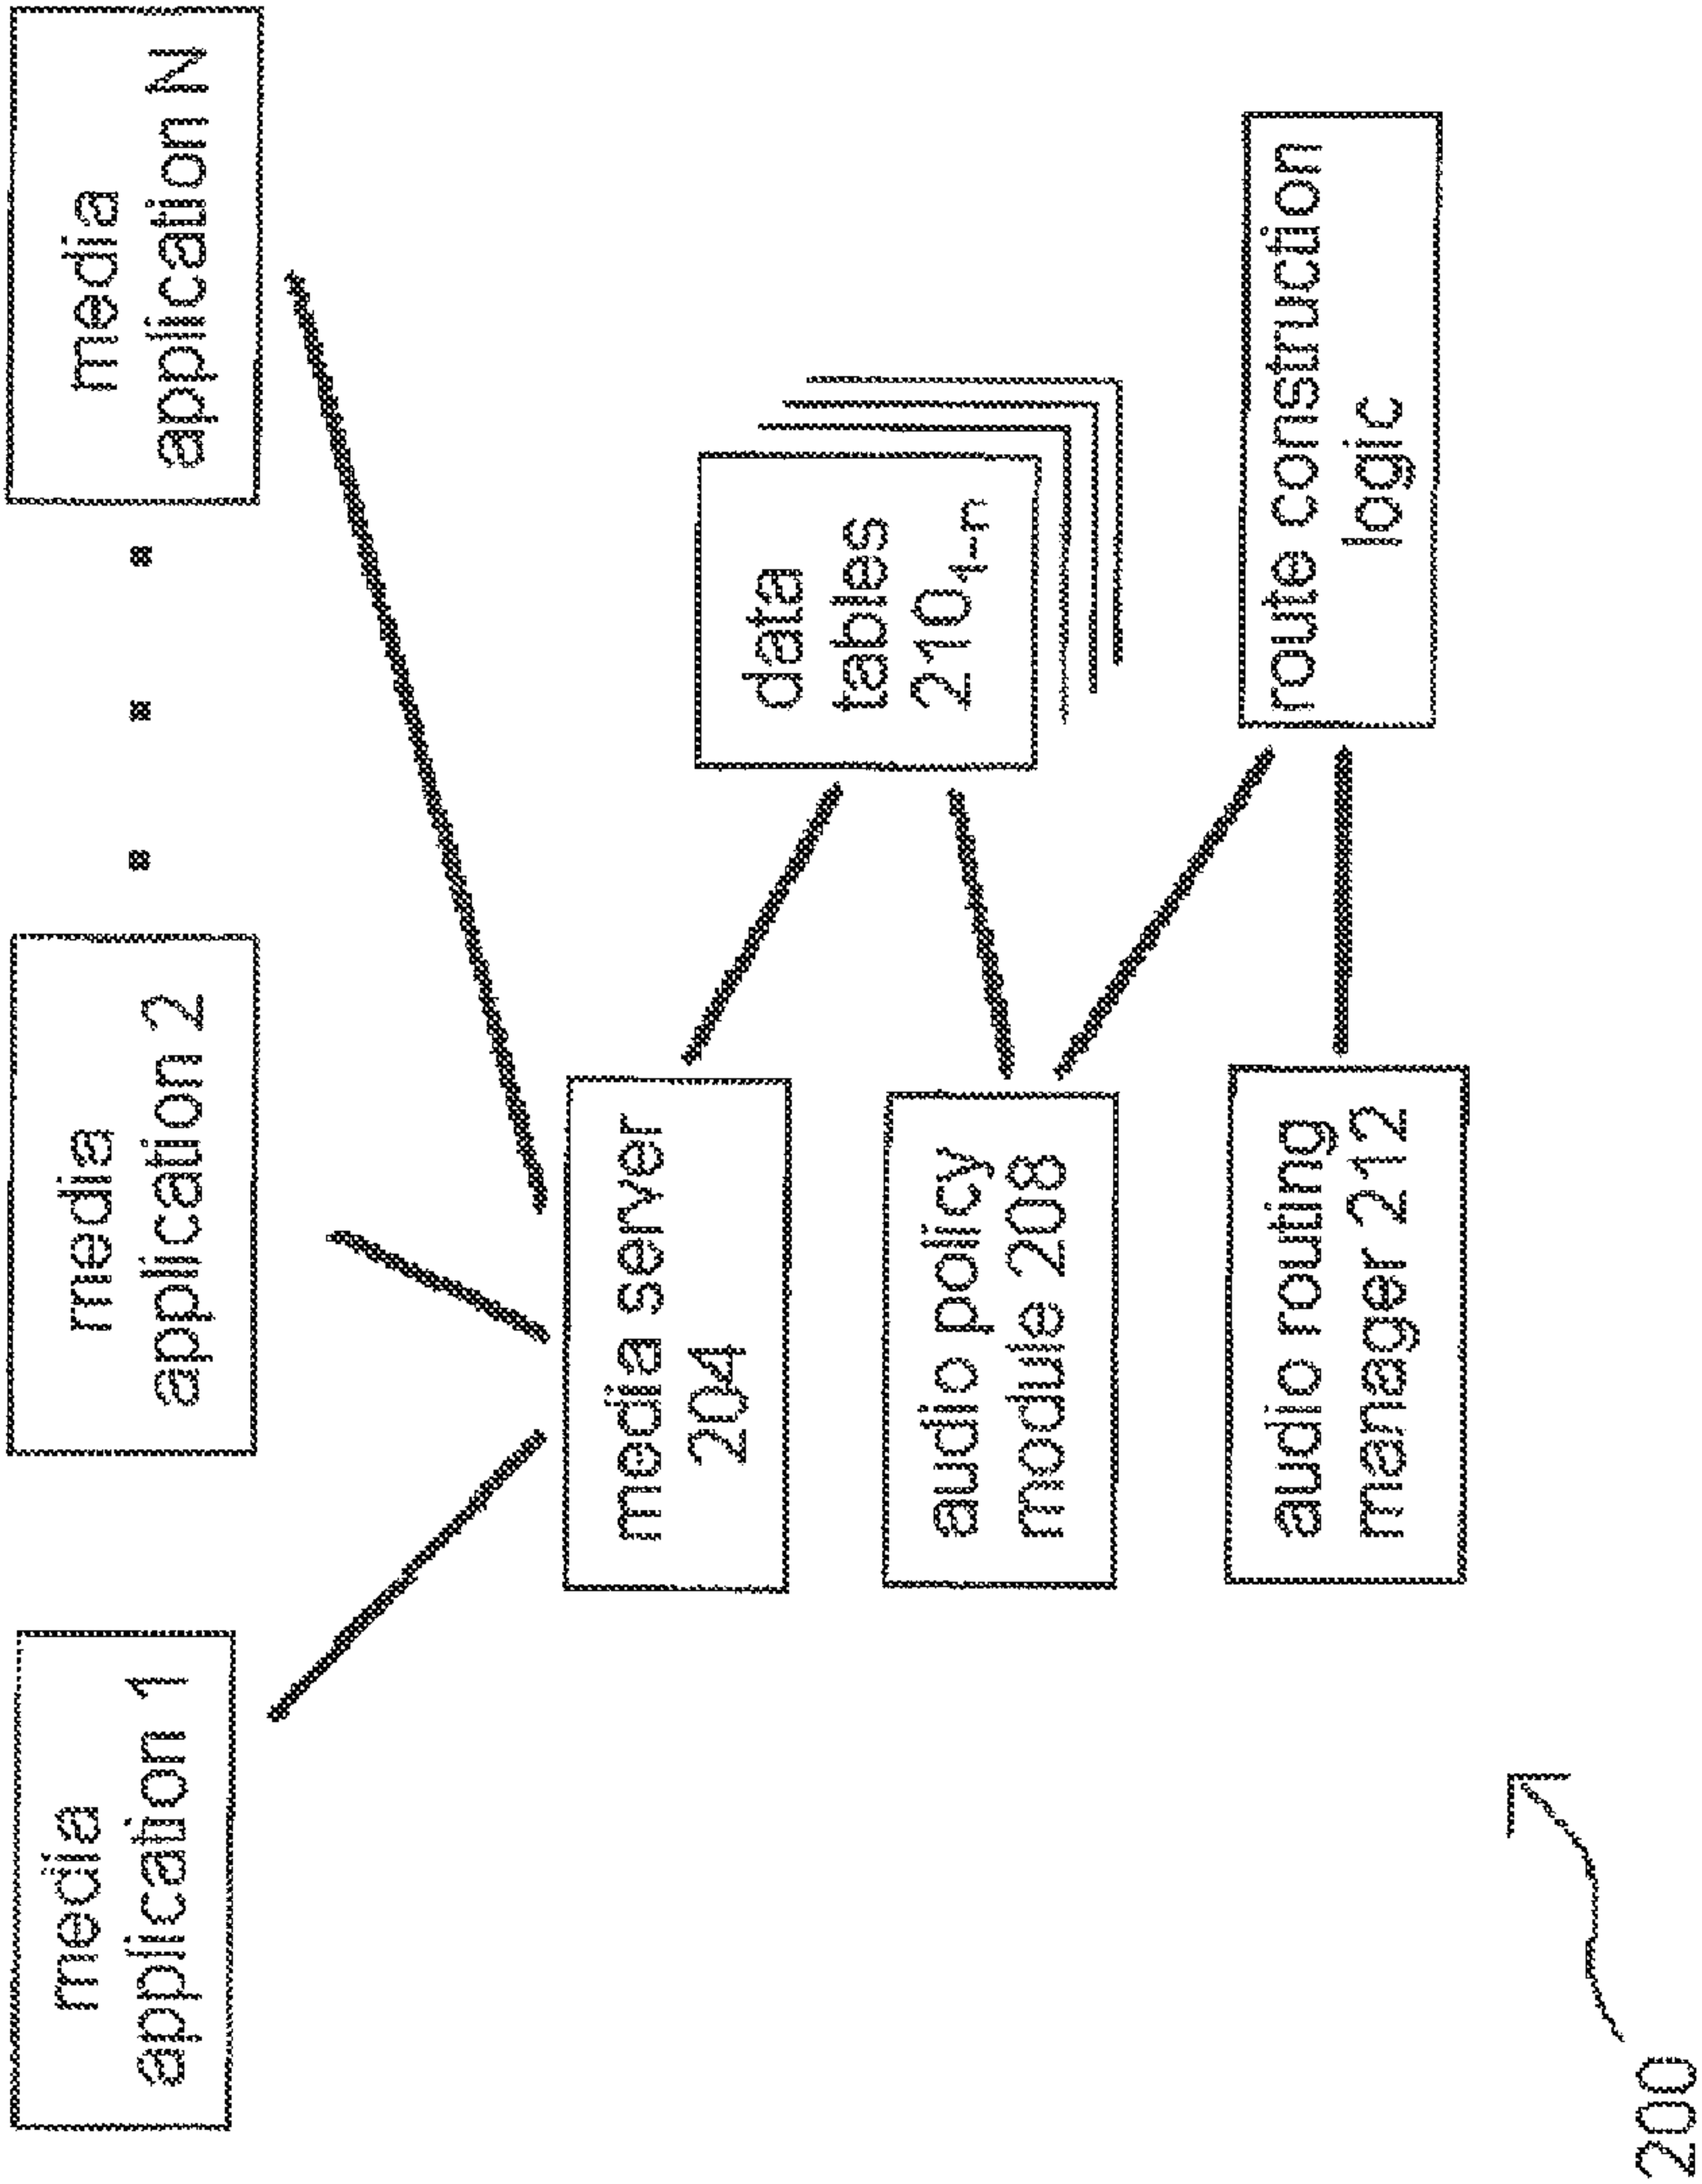 media
application 1
media
application 2
media
application N
media server
204
data
tables
210₁₋ₙ
audio policy
module 208
audio routing
manager 212
route construction
logic
200